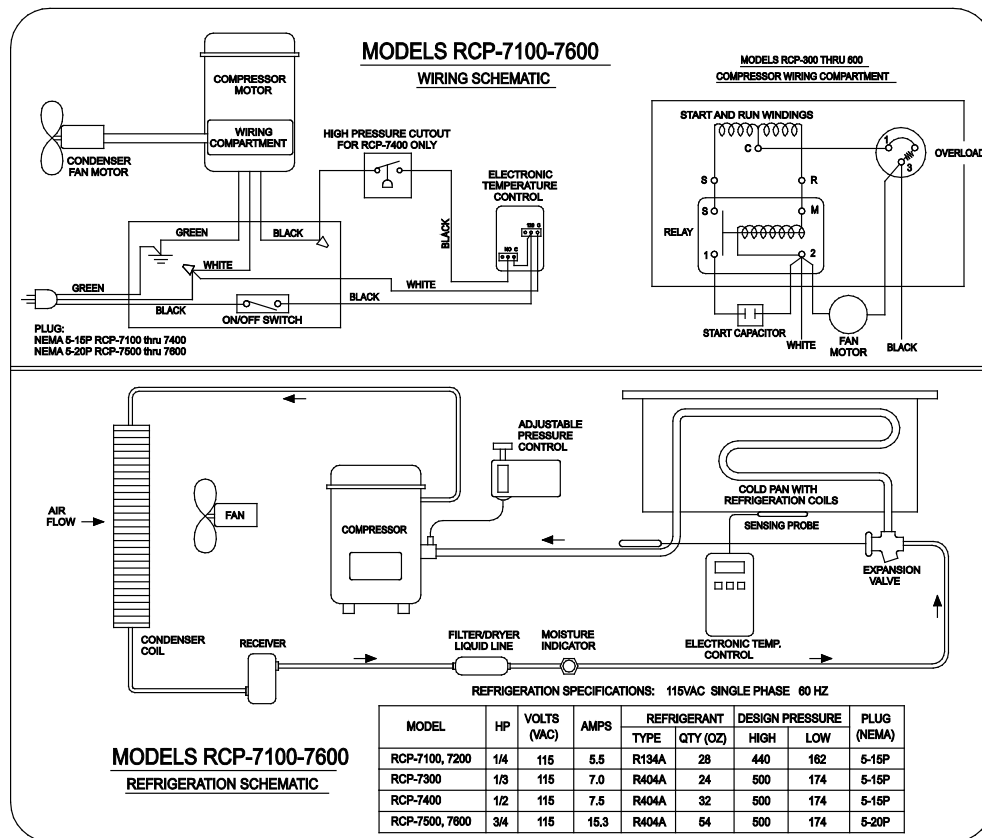 MODELS RCP-7100-7600
WIRING SCHEMATIC
COMPRESSOR
MOTOR
WIRING
COMPARTMENT
CONDENSER
FAN MOTOR
HIGH PRESSURE CUTOUT
FOR RCP-7400 ONLY
ELECTRONIC
TEMPERATURE
CONTROL
NO C
GREEN
BLACK
BLACK
WHITE
WHITE
GREEN
BLACK
BLACK
ON/OFF SWITCH
PLUG:
NEMA 5-15P RCP-7100 thru 7400
NEMA 5-20P RCP-7500 thru 7600
MODELS RCP-300 THRU 600
COMPRESSOR WIRING COMPARTMENT
START AND RUN WINDINGS
C
1
3
OVERLOAD
S
R
S
M
RELAY
1
2
START CAPACITOR
WHITE
FAN
MOTOR
BLACK
AIR
FLOW
FAN
COMPRESSOR
ADJUSTABLE
PRESSURE
CONTROL
COLD PAN WITH
REFRIGERATION COILS
SENSING PROBE
EXPANSION
VALVE
CONDENSER
COIL
RECEIVER
FILTER/DRYER
LIQUID LINE
MOISTURE
INDICATOR
ELECTRONIC TEMP.
CONTROL
REFRIGERATION SPECIFICATIONS: 115VAC SINGLE PHASE 60 HZ
MODELS RCP-7100-7600
REFRIGERATION SCHEMATIC
MODEL HP VOLTS (VAC) AMPS REFRIGERANT DESIGN PRESSURE PLUG (NEMA)
TYPE QTY (OZ) HIGH LOW
RCP-7100, 7200 1/4 115 5.5 R134A 28 440 162 5-15P
RCP-7300 1/3 115 7.0 R404A 24 500 174 5-15P
RCP-7400 1/2 115 7.5 R404A 32 500 174 5-15P
RCP-7500, 7600 3/4 115 15.3 R404A 54 500 174 5-20P